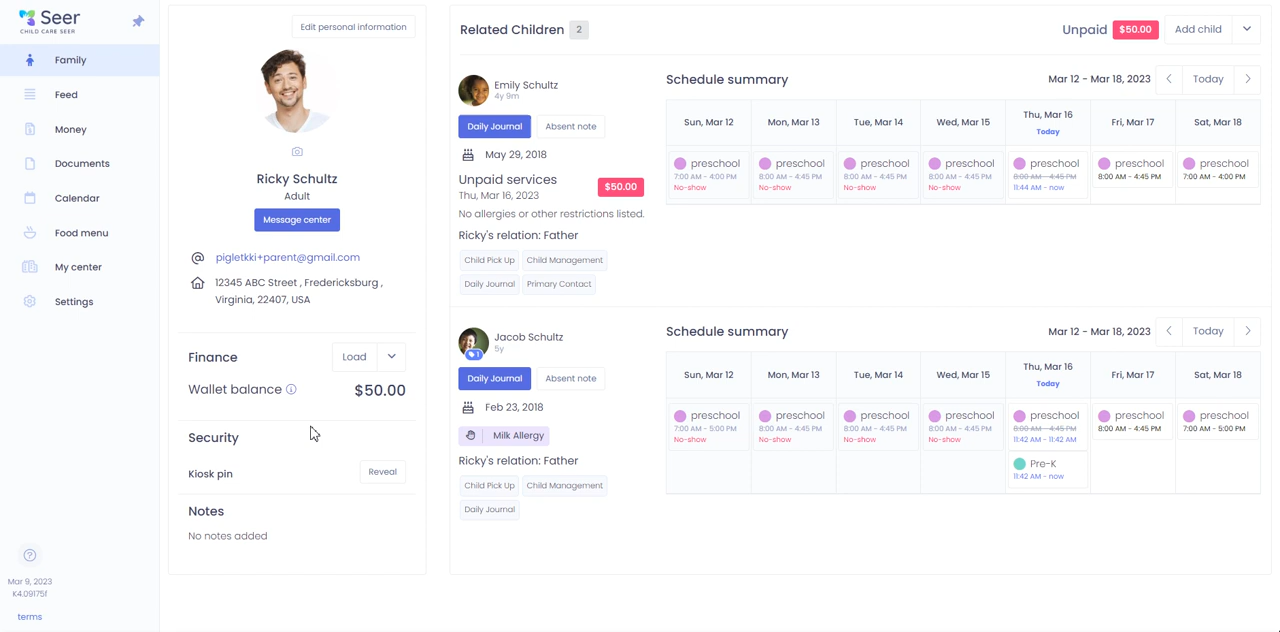 Seer
CHILD CARE SEER
Family
Feed
Money
Documents
Calendar
Food menu
My center
Settings
Mar 9, 2023
K4.09175f
terms
Edit personal information
Ricky Schultz
Adult
Message center
pigletkki+parent@gmail.com
12345 ABC Street , Fredericksburg ,
Virginia, 22407, USA
Finance
Load
Wallet balance
$50.00
Security
Kiosk pin
Reveal
Notes
No notes added
Related Children 2
Unpaid $50.00 Add child
Emily Schultz
4y 9m
Daily Journal Absent note
May 29, 2018
Unpaid services
Thu, Mar 16, 2023
$50.00
No allergies or other restrictions listed.
Ricky's relation: Father
Child Pick Up Child Management
Daily Journal Primary Contact
Schedule summary
Mar 12 - Mar 18, 2023 Today
Sun, Mar 12 Mon, Mar 13 Tue, Mar 14 Wed, Mar 15 Thu, Mar 16 Fri, Mar 17 Sat, Mar 18
Today
preschool preschool preschool preschool preschool preschool preschool
7:00 AM - 4:00 PM 8:00 AM - 4:45 PM 8:00 AM - 4:45 PM 8:00 AM - 4:45 PM 8:00 AM - 4:45 PM 8:00 AM - 4:45 PM 7:00 AM - 4:00 PM
No-show No-show No-show No-show 11:44 AM - now
Jacob Schultz
5y
1
Daily Journal Absent note
Feb 23, 2018
Milk Allergy
Ricky's relation: Father
Child Pick Up Child Management
Daily Journal
Schedule summary
Mar 12 - Mar 18, 2023 Today
Sun, Mar 12 Mon, Mar 13 Tue, Mar 14 Wed, Mar 15 Thu, Mar 16 Fri, Mar 17 Sat, Mar 18
Today
preschool preschool preschool preschool preschool preschool preschool
7:00 AM - 5:00 PM 8:00 AM - 4:45 PM 8:00 AM - 4:45 PM 8:00 AM - 4:45 PM 8:00 AM - 4:45 PM 8:00 AM - 4:45 PM 7:00 AM - 5:00 PM
No-show No-show No-show No-show 11:42 AM - 11:42 AM
Pre-K
11:42 AM - now